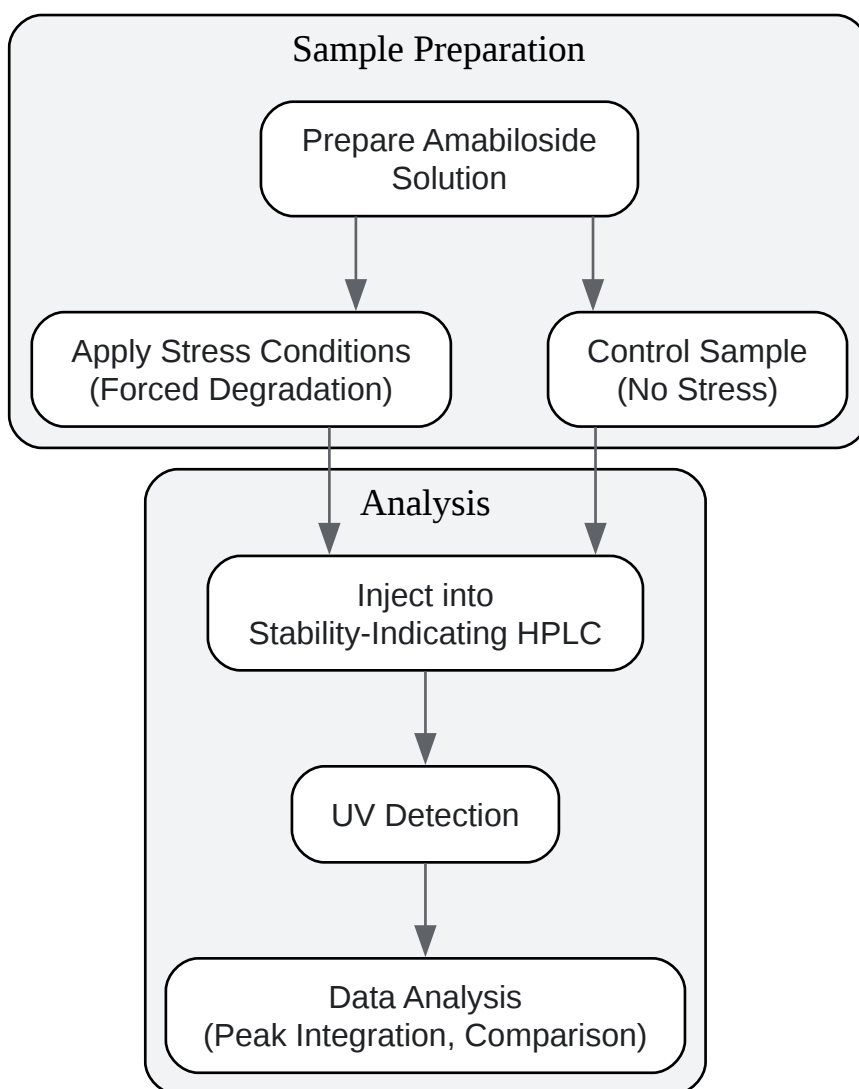 Sample Preparation
Prepare Amabiloside
Solution
Apply Stress Conditions
(Forced Degradation)
Control Sample
(No Stress)
Analysis
Inject into
Stability-Indicating HPLC
UV Detection
Data Analysis
(Peak Integration, Comparison)